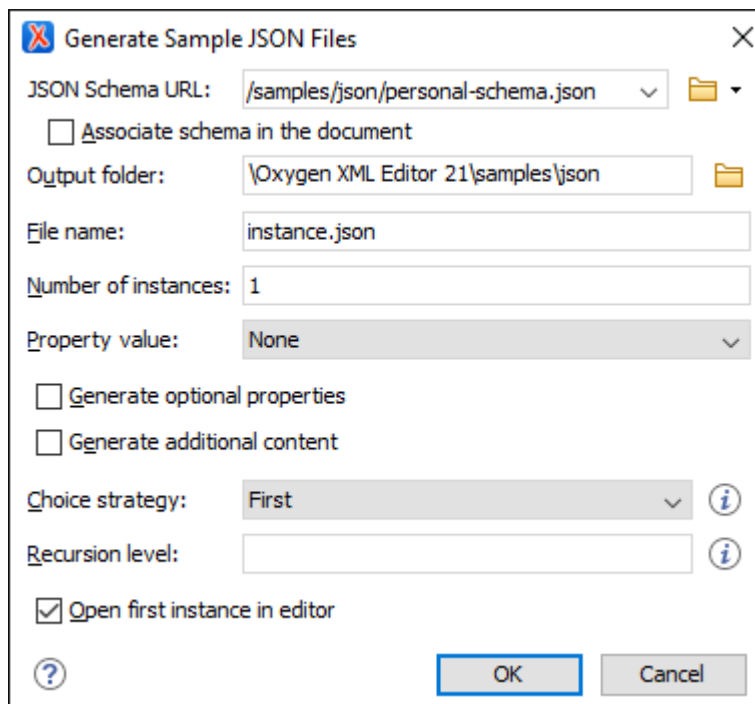 Generate Sample JSON Files
JSON Schema URL: /samples/json/personal-schema.json
Associate schema in the document
Output folder: \Oxygen XML Editor 21\samples\json
File name: instance.json
Number of instances: 1
Property value: None
Generate optional properties
Generate additional content
Choice strategy: First
Recursion level:
Open first instance in editor
OK Cancel